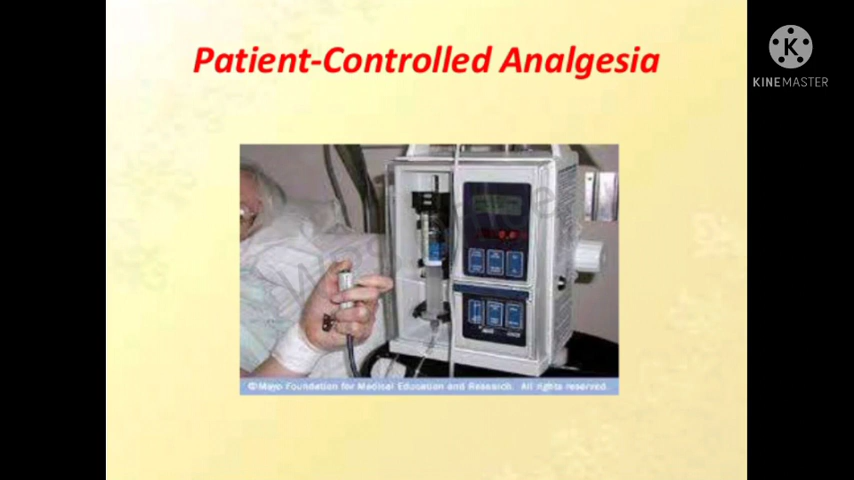 Patient-Controlled Analgesia
K
KINEMASTER
©Mayo Foundation for Medical Education and Research. All rights reserved.